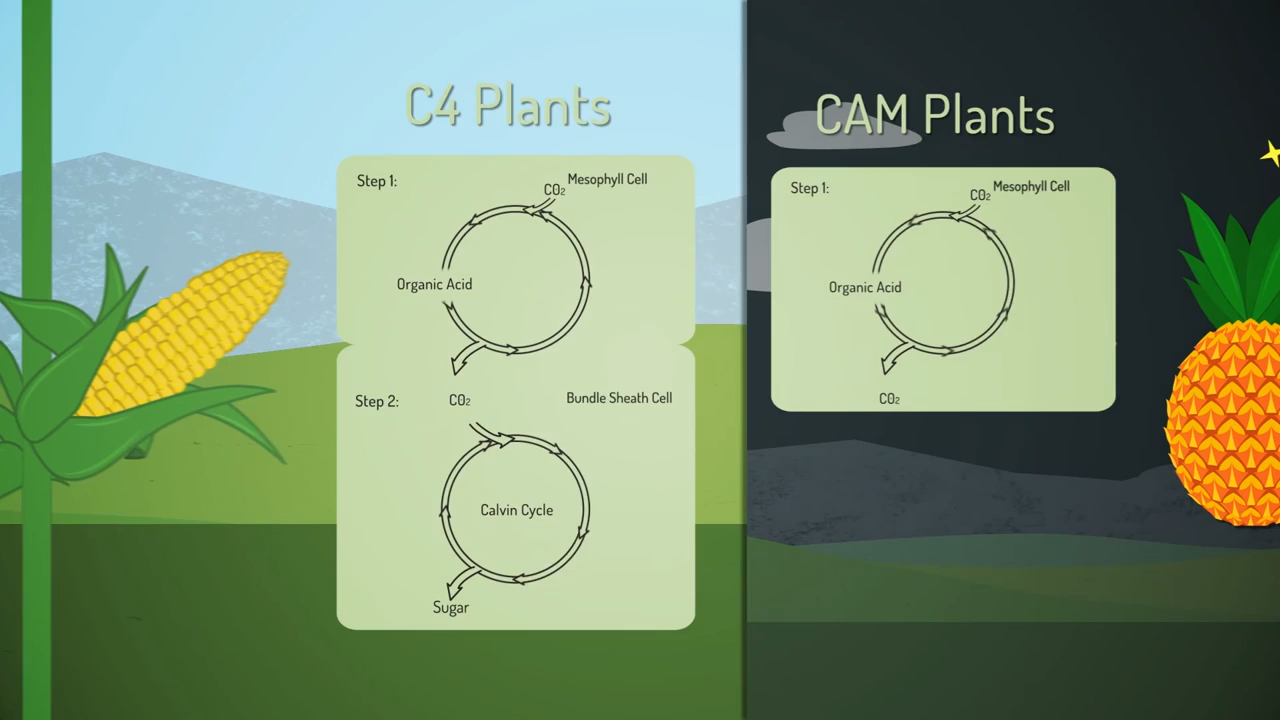 C4 Plants
Step 1:
CO₂
Mesophyll Cell
Organic Acid
CO₂
Step 2:
Bundle Sheath Cell
Calvin Cycle
Sugar
CAM Plants
Step 1:
CO₂
Mesophyll Cell
Organic Acid
CO₂